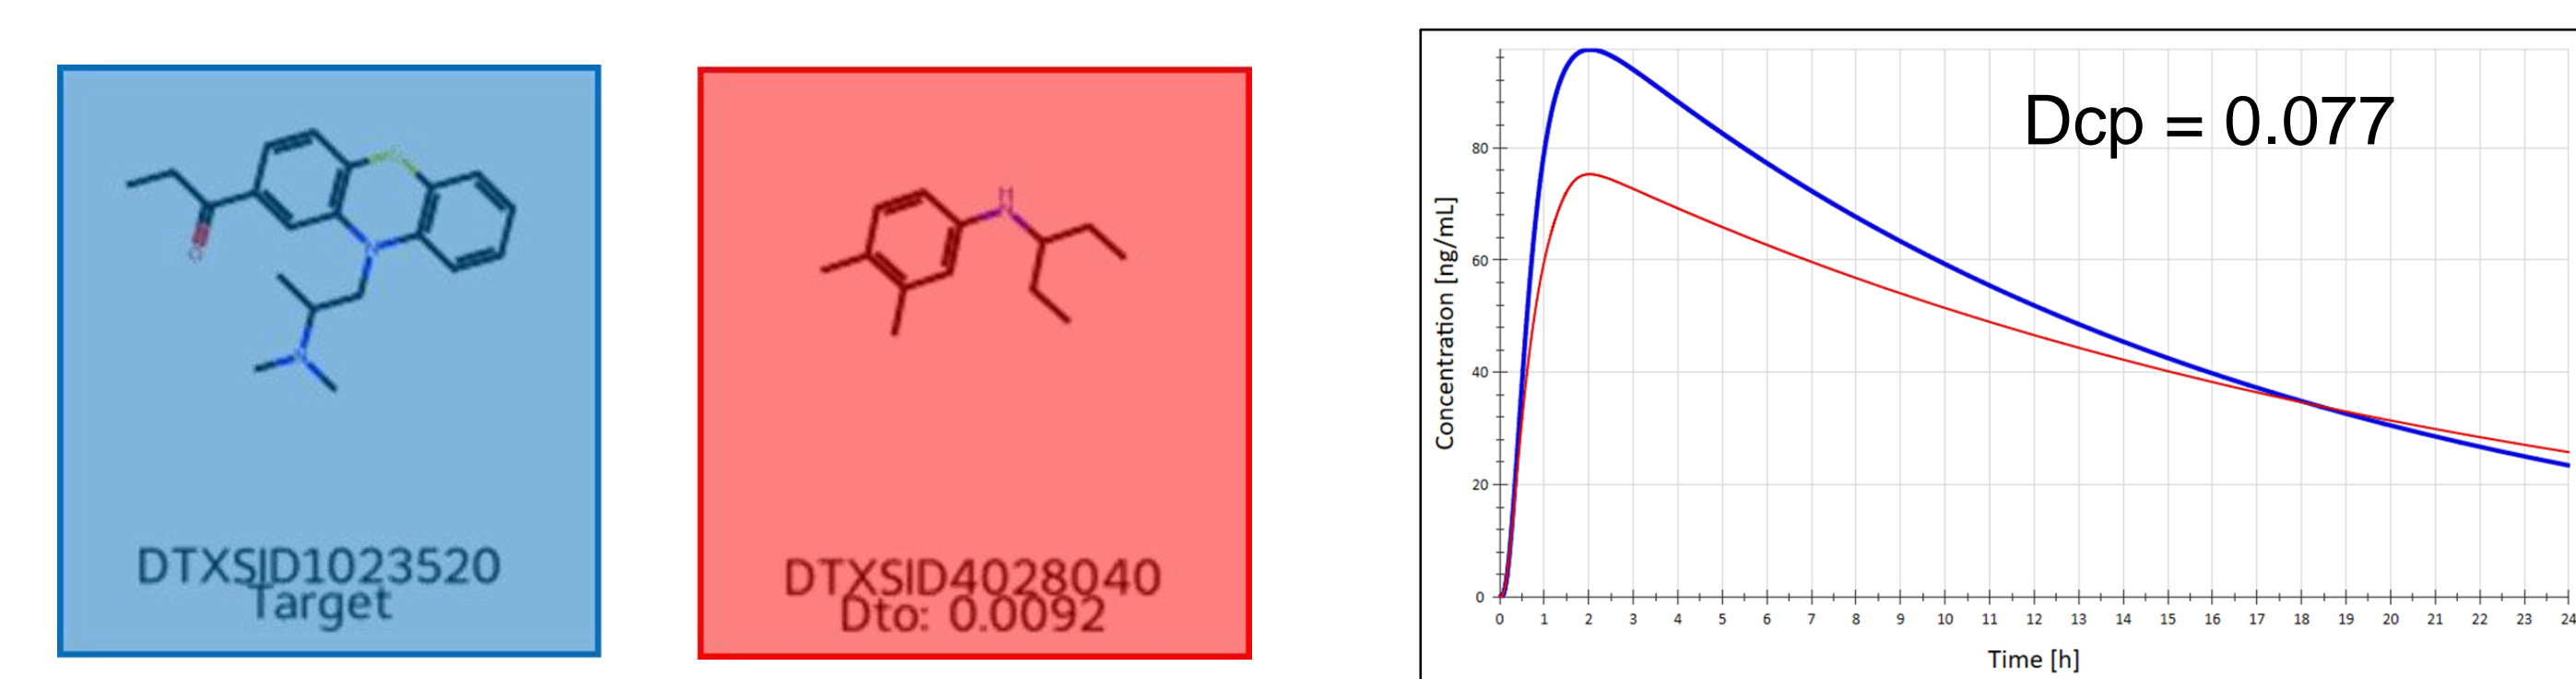 O
N
N
S
DTXSID1023520
Target
H
N
DTXSID4028040
Dto: 0.0092
Dcp = 0.077
Concentration [ng/mL]
80
60
40
20
0
0 1 2 3 4 5 6 7 8 9 10 11 12 13 14 15 16 17 18 19 20 21 22 23 24
Time [h]